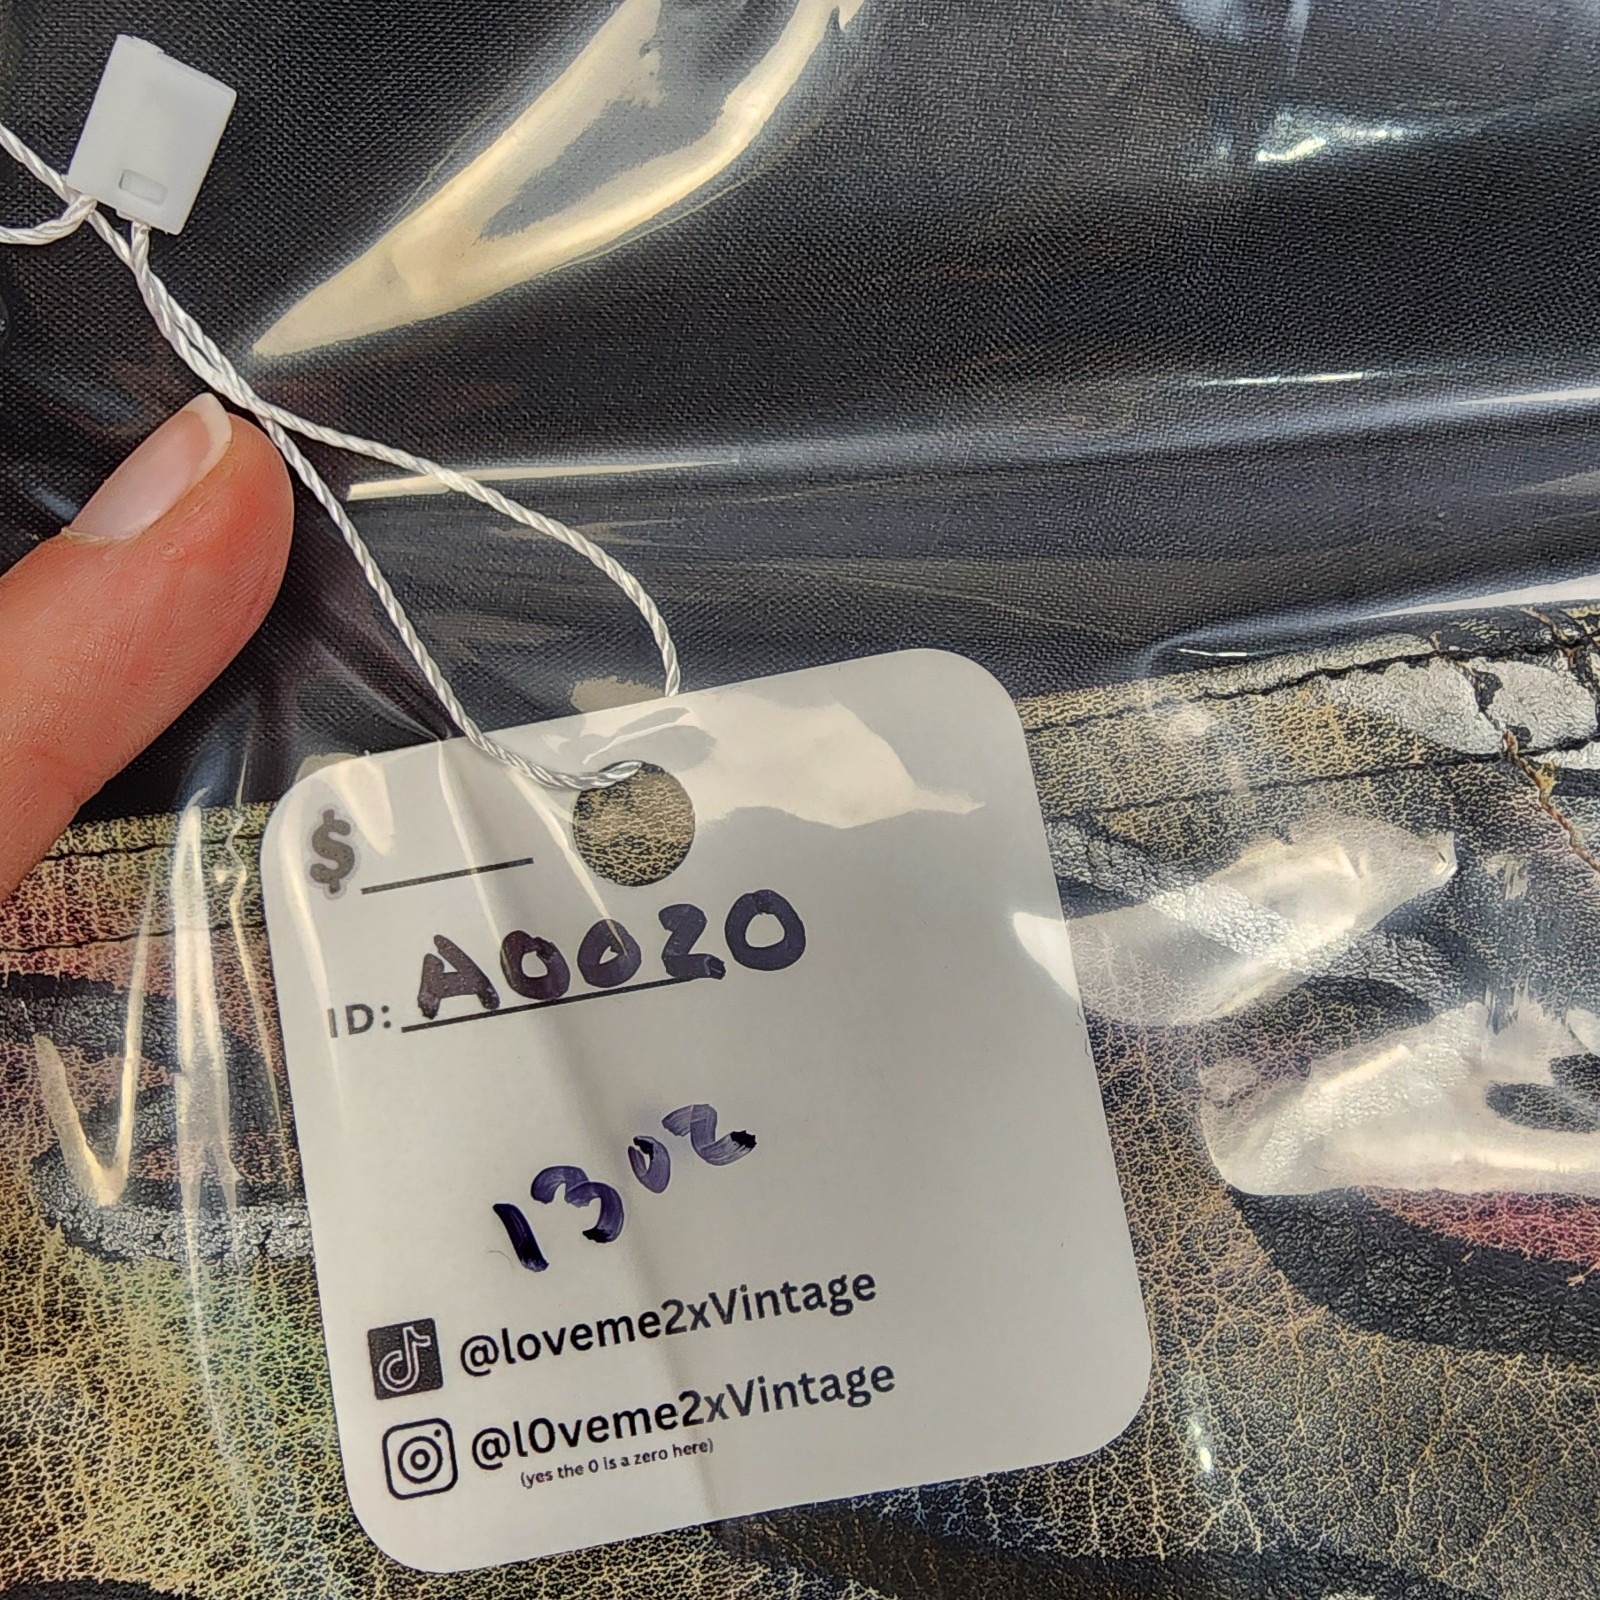 $
ID: A0020
13oz
@loveme2xVintage
@l0veme2xVintage
(yes the 0 is a zero here)